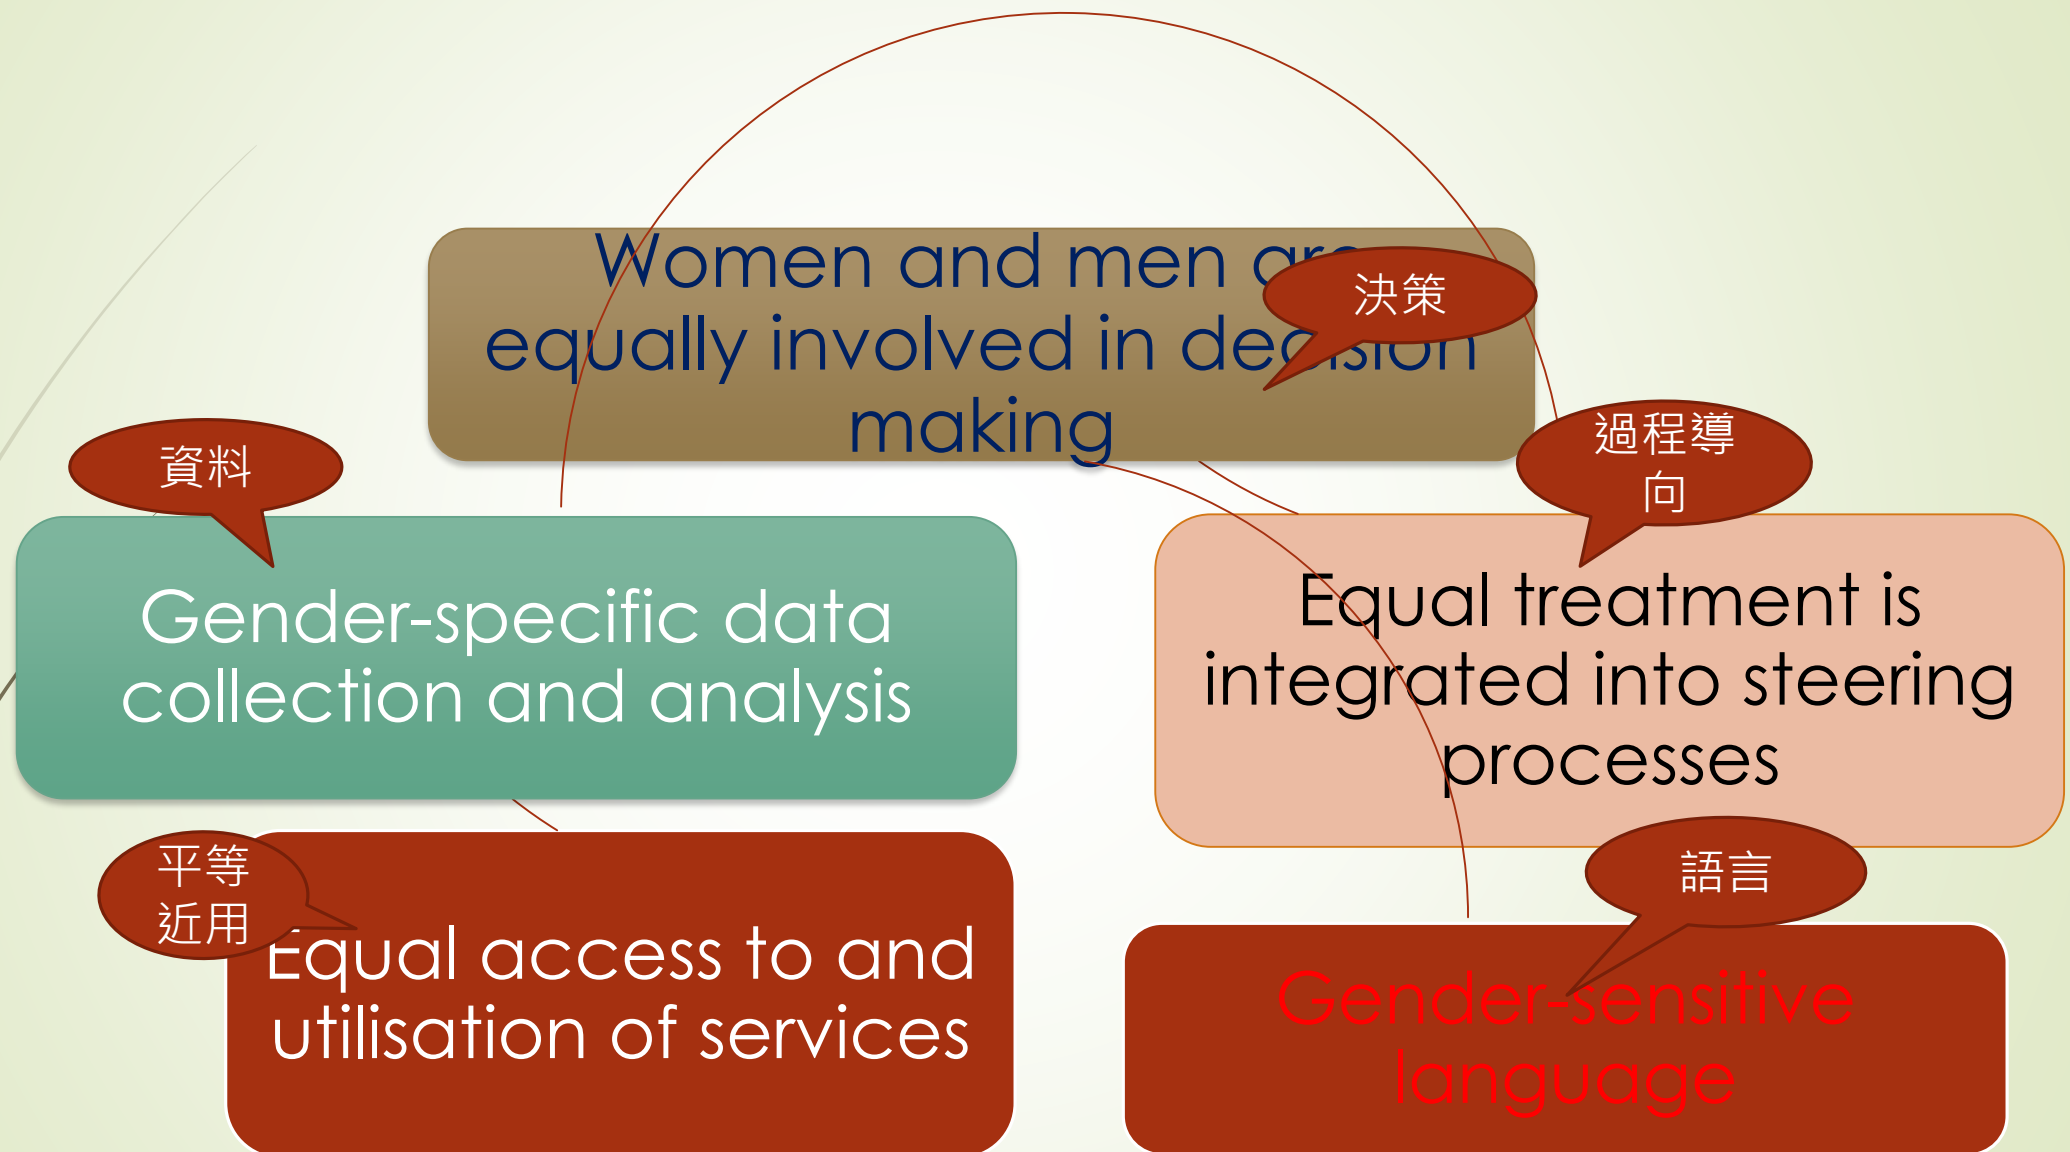 Women and men are
決策
equally involved in decision
making
資料
過程導
向
Gender-specific data
collection and analysis
Equal treatment is
integrated into steering
processes
平等
近用
Equal access to and
utilisation of services
語言
Gender-sensitive
language